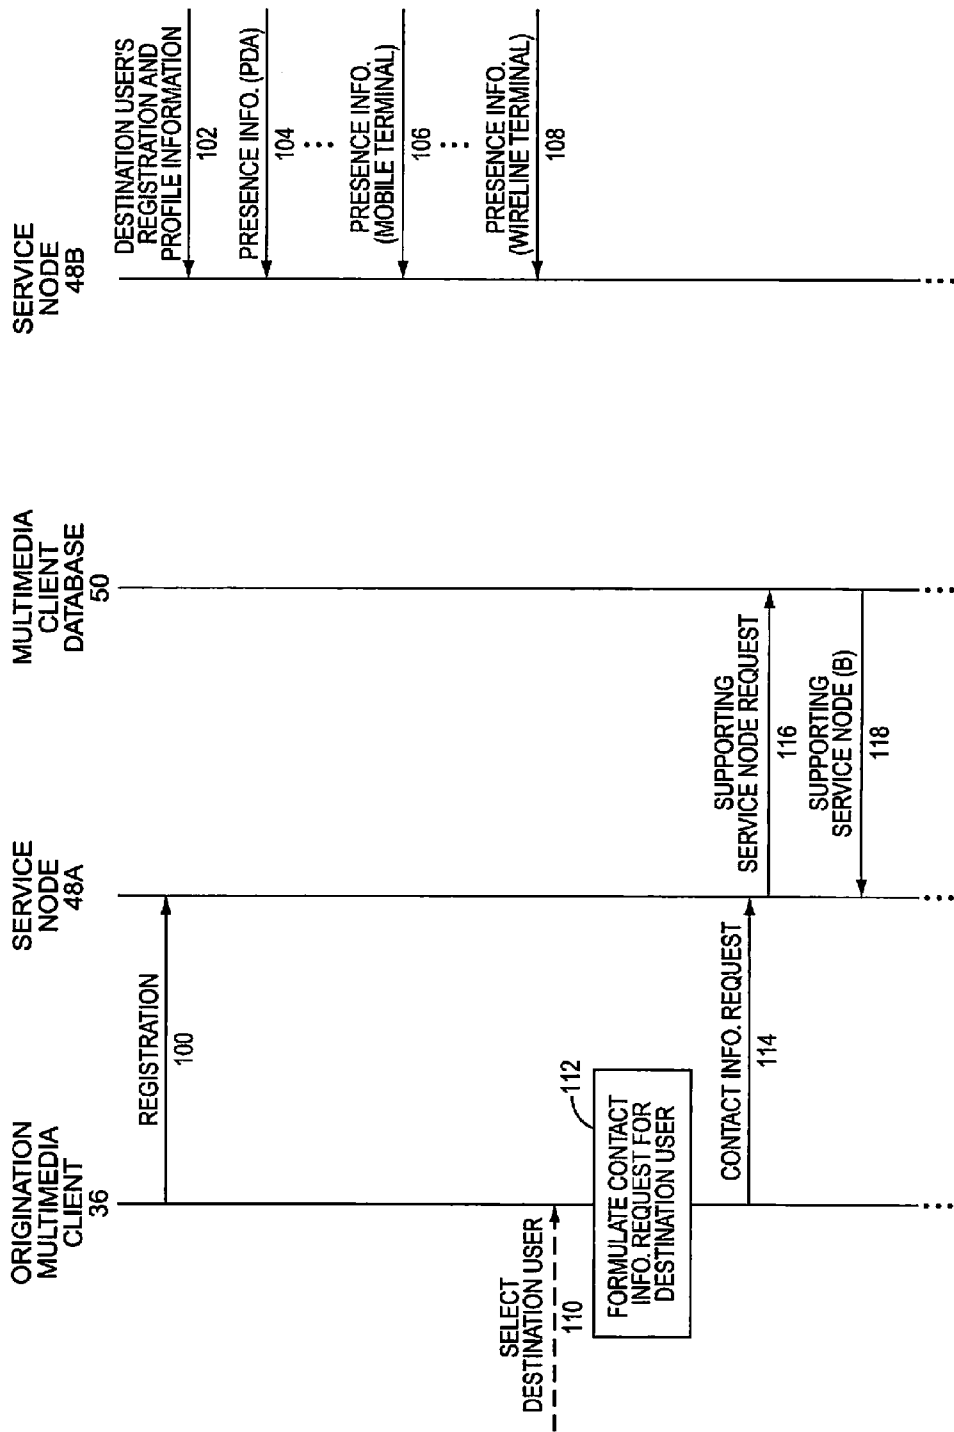 ORIGINATION
MULTIMEDIA
CLIENT
36
SERVICE
NODE
48A
MULTIMEDIA
CLIENT
DATABASE
50
SERVICE
NODE
48B
REGISTRATION
100
DESTINATION USER'S
REGISTRATION AND
PROFILE INFORMATION
102
PRESENCE INFO. (PDA)
104
PRESENCE INFO.
(MOBILE TERMINAL)
106
PRESENCE INFO.
(WIRELINE TERMINAL)
108
SELECT
DESTINATION USER
110
112
FORMULATE CONTACT
INFO. REQUEST FOR
DESTINATION USER
CONTACT INFO. REQUEST
114
SUPPORTING
SERVICE NODE REQUEST
116
SUPPORTING
SERVICE NODE (B)
118